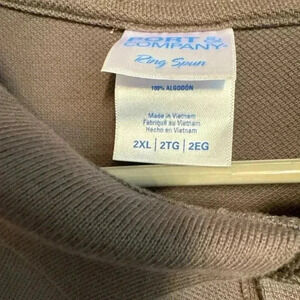 PORT &
COMPANY®
Ring Spun
100% ALGODÓN
Made in Vietnam
Fabriqué au Vietnam
Hecho en Vietnam
2XL | 2TG | 2EG